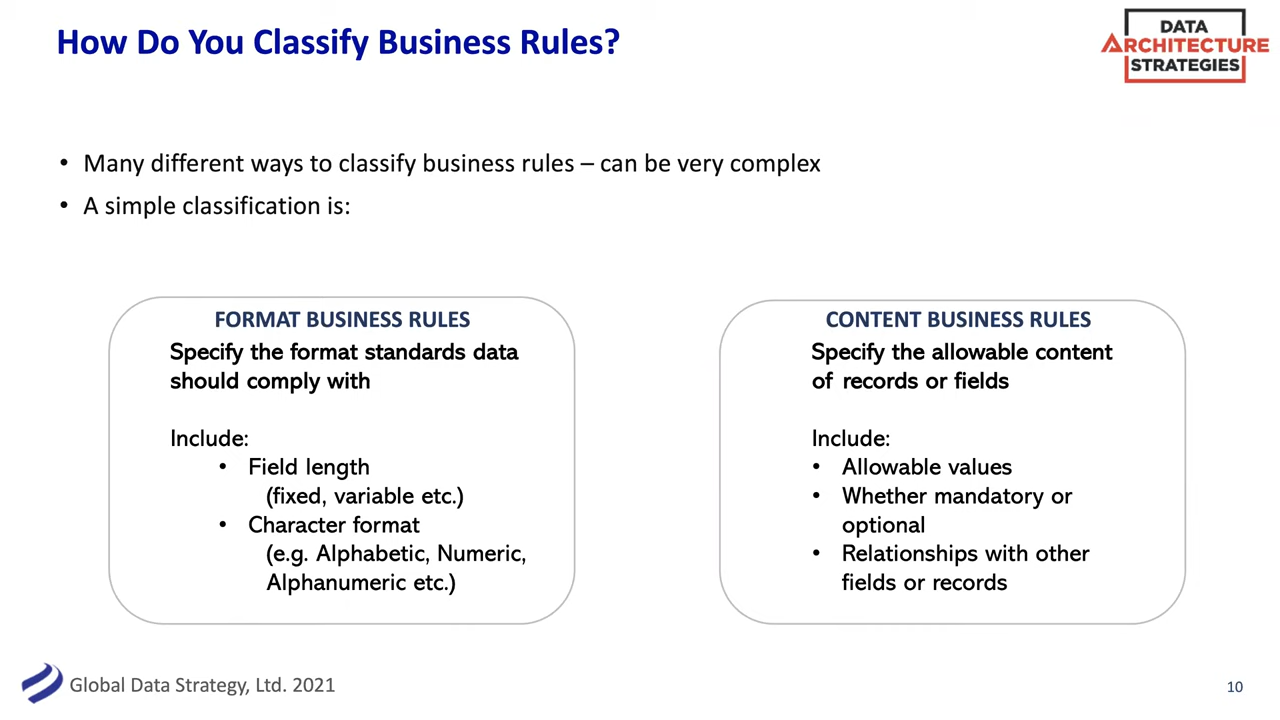 How Do You Classify Business Rules?
DATA
ARCHITECTURE
STRATEGIES
• Many different ways to classify business rules – can be very complex
• A simple classification is:
FORMAT BUSINESS RULES
Specify the format standards data
should comply with
Include:
• Field length
(fixed, variable etc.)
• Character format
(e.g. Alphabetic, Numeric,
Alphanumeric etc.)
CONTENT BUSINESS RULES
Specify the allowable content
of records or fields
Include:
• Allowable values
• Whether mandatory or
optional
• Relationships with other
fields or records
Global Data Strategy, Ltd. 2021
10